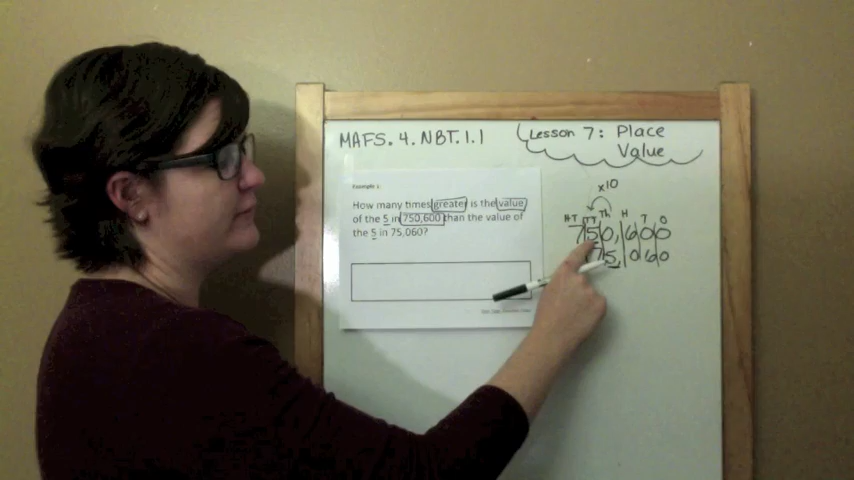 MAFS.4.NBT.1.1
Lesson 7: Place
Value
Example 1:
How many times greater is the value
of the 5 in 750,600 than the value of
the 5 in 75,060?
x10
H-T TT Th H T O
750,600
75,060